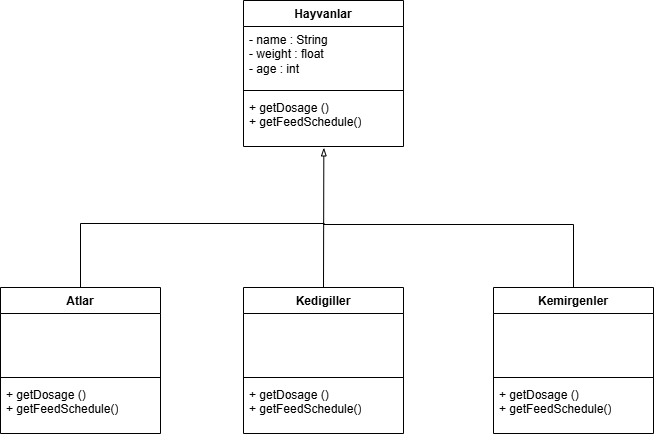 Hayvanlar
- name : String
- weight : float
- age : int
+ getDosage ()
+ getFeedSchedule()
Atlar
+ getDosage ()
+ getFeedSchedule()
Kedigiller
+ getDosage ()
+ getFeedSchedule()
Kemirgenler
+ getDosage ()
+ getFeedSchedule()